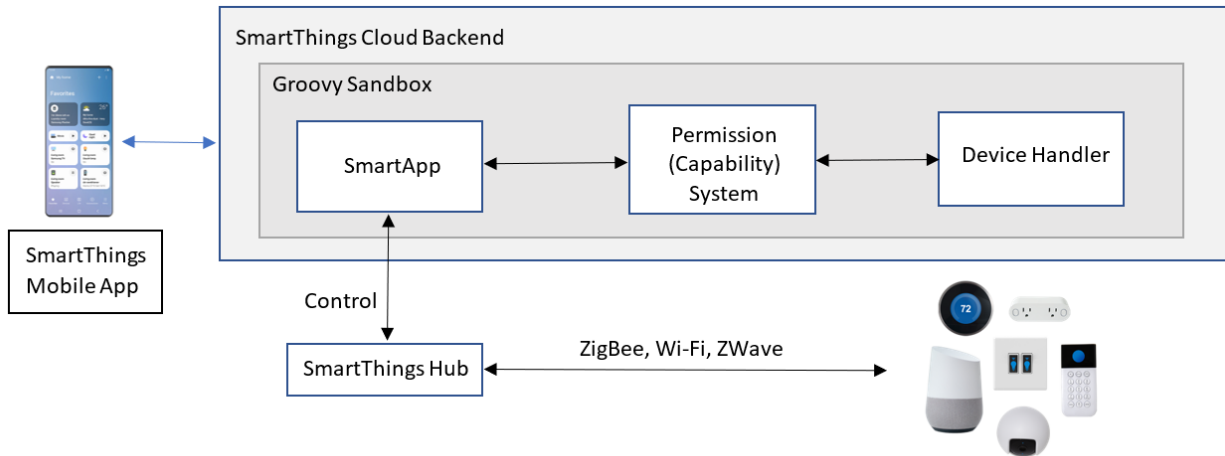 SmartThings Cloud Backend
Groovy Sandbox
SmartApp
Permission
(Capability)
System
Device Handler
Favorites
SmartThings
Mobile App
Control
SmartThings Hub
ZigBee, Wi-Fi, ZWave
72